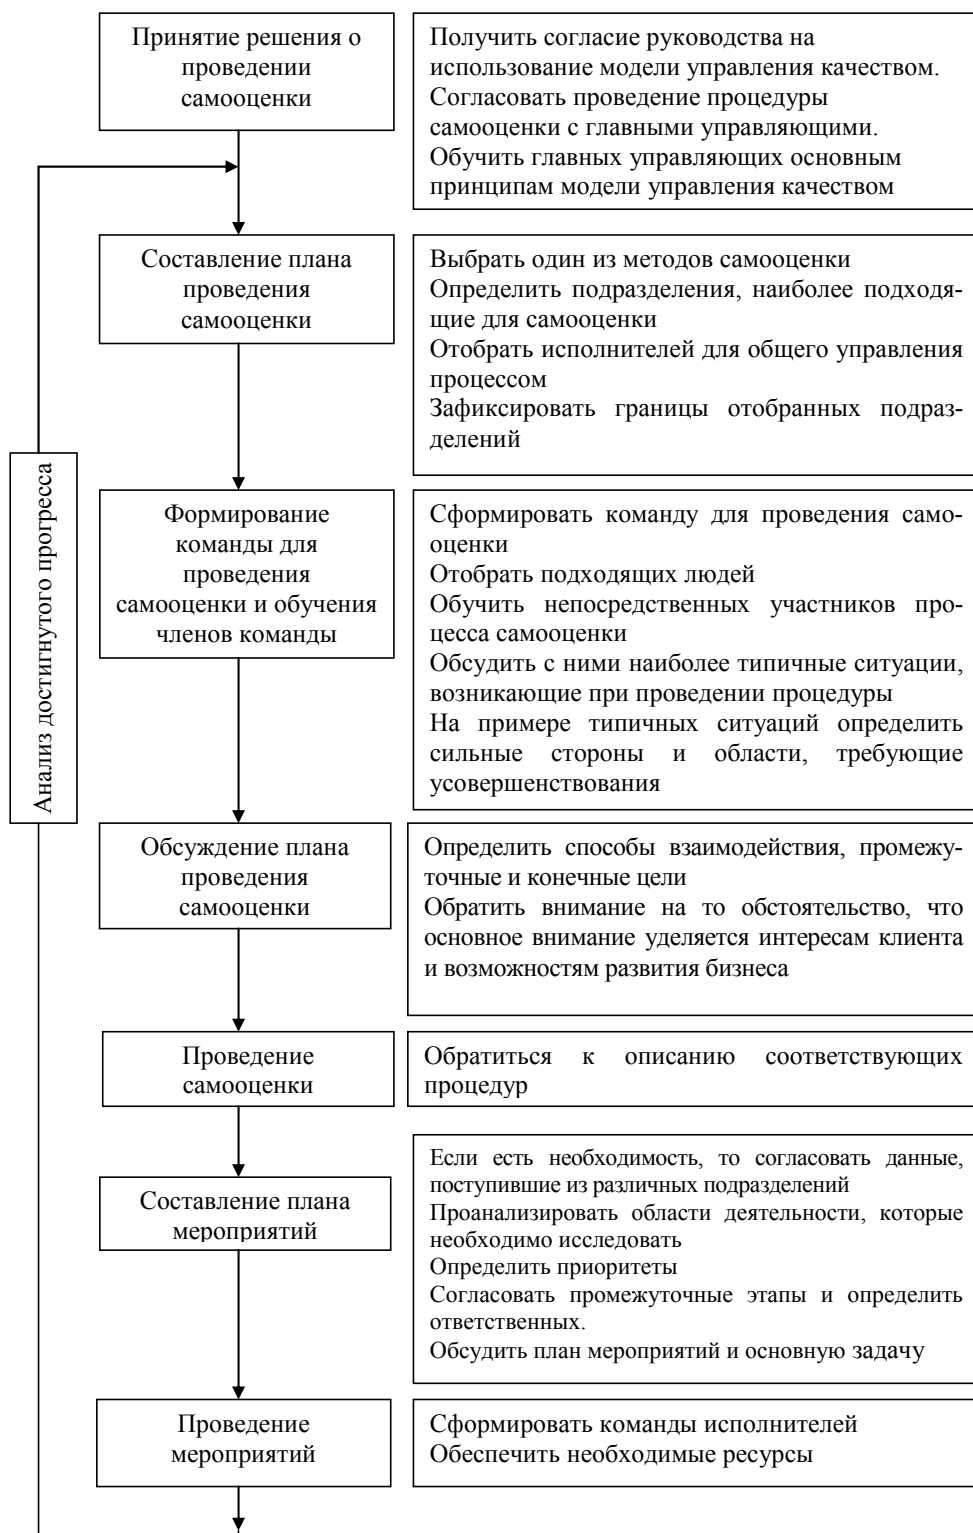 Принятие решения о
проведении
самооценки
Получить согласие руководства на
использование модели управления качеством.
Согласовать проведение процедуры
самооценки с главными управляющими.
Обучить главных управляющих основным
принципам модели управления качеством
Составление плана
проведения
самооценки
Выбрать один из методов самооценки
Определить подразделения, наиболее подходя-
щие для самооценки
Отобрать исполнителей для общего управления
процессом
Зафиксировать границы отобранных подраз-
делений
Анализ достигнутого прогресса
Формирование
команды для
проведения
самооценки и обучения
членов команды
Сформировать команду для проведения само-
оценки
Отобрать подходящих людей
Обучить непосредственных участников про-
цесса самооценки
Обсудить с ними наиболее типичные ситуации,
возникающие при проведении процедуры
На примере типичных ситуаций определить
сильные стороны и области, требующие
усовершенствования
Обсуждение плана
проведения
самооценки
Определить способы взаимодействия, промежу-
точные и конечные цели
Обратить внимание на то обстоятельство, что
основное внимание уделяется интересам клиента
и возможностям развития бизнеса
Проведение
самооценки
Обратиться к описанию соответствующих
процедур
Составление плана
мероприятий
Если есть необходимость, то согласовать данные,
поступившие из различных подразделений
Проанализировать области деятельности, которые
необходимо исследовать
Определить приоритеты
Согласовать промежуточные этапы и определить
ответственных.
Обсудить план мероприятий и основную задачу
Проведение
мероприятий
Сформировать команды исполнителей
Обеспечить необходимые ресурсы